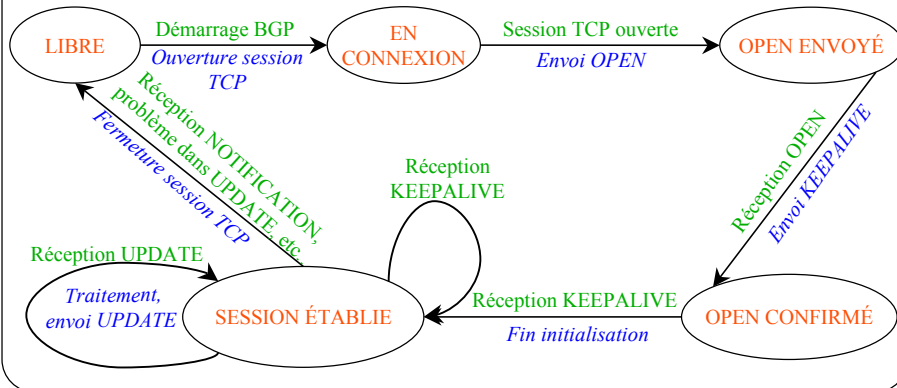 LIBRE
Démarrage BGP
Ouverture session
TCP
EN
CONNEXION
Session TCP ouverte
Envoi OPEN
OPEN ENVOYÉ
Réception NOTIFICATION,
problème dans UPDATE, etc..
Fermeture session TCP
Réception OPEN
Envoi KEEPALIVE
Réception
KEEPALIVE
Réception UPDATE
Traitement,
envoi UPDATE
SESSION ÉTABLIE
Réception KEEPALIVE
Fin initialisation
OPEN CONFIRMÉ